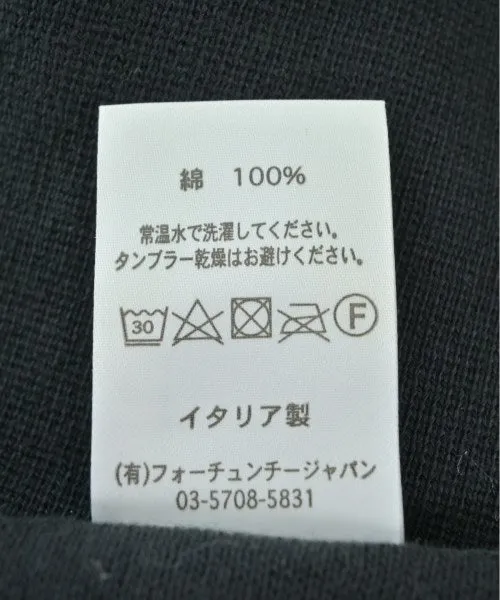 綿 100%
常温水で洗濯してください。
タンブラー乾燥はお避けください。
30 F
イタリア製
(有)フォーチュンチージャパン
03-5708-5831